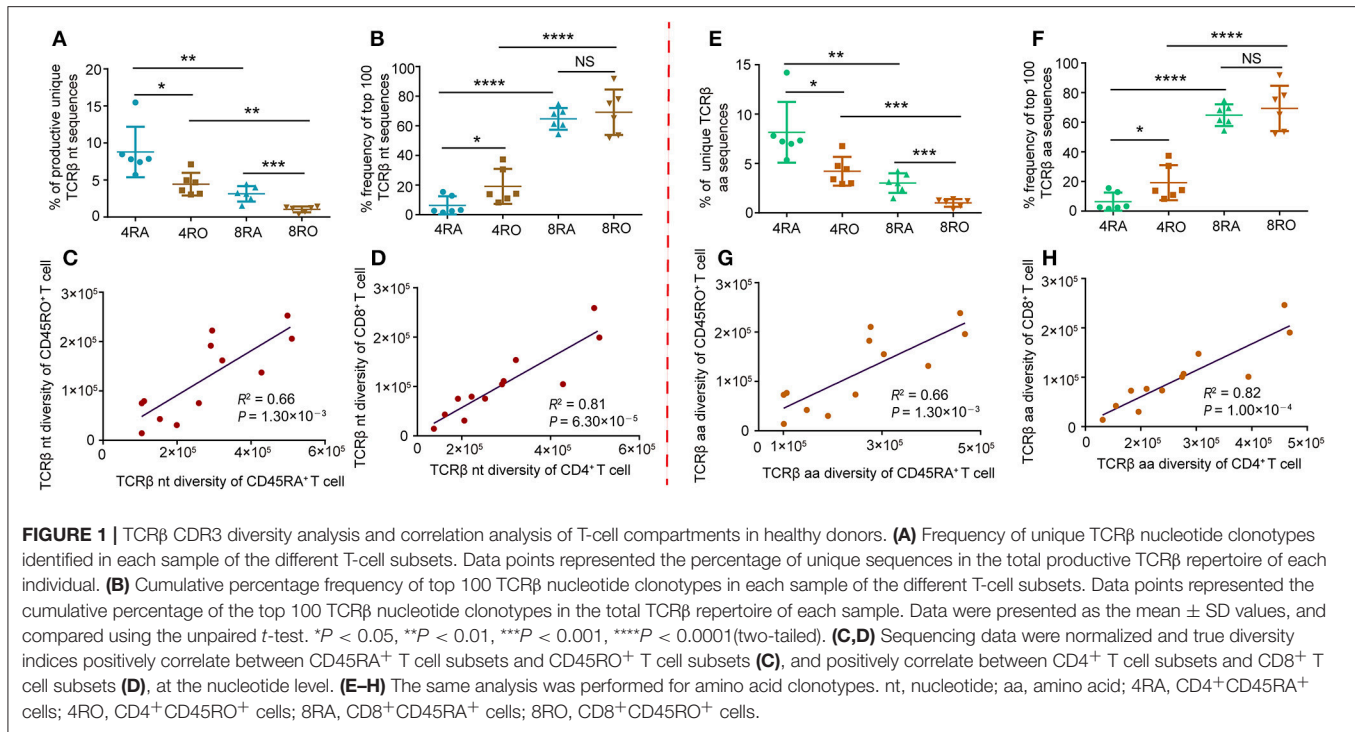 A
% of productive unique
TCRβ nt sequences
20
15
10
5
0
**
*
**
***
4RA 4RO 8RA 8RO
B
% frequency of top 100
TCRβ nt sequences
100
80
60
40
20
0
****
NS
****
*
4RA 4RO 8RA 8RO
C
TCRβ nt diversity of CD45RO⁺ T cell
3×10⁵
2×10⁵
1×10⁵
0
R² = 0.66
P = 1.30×10⁻³
2×10⁵ 4×10⁵ 6×10⁵
TCRβ nt diversity of CD45RA⁺ T cell
D
TCRβ nt diversity of CD8⁺ T cell
3×10⁵
2×10⁵
1×10⁵
0
R² = 0.81
P = 6.30×10⁻⁵
2×10⁵ 4×10⁵ 6×10⁵
TCRβ nt diversity of CD4⁺ T cell
E
% of unique TCRβ
aa sequences
15
10
5
0
**
*
***
***
4RA 4RO 8RA 8RO
F
% frequency of top 100
TCRβ aa sequences
100
80
60
40
20
0
****
NS
****
*
4RA 4RO 8RA 8RO
G
TCRβ aa diversity of CD45RO⁺ T cell
3×10⁵
2×10⁵
1×10⁵
0
R² = 0.66
P = 1.30×10⁻³
1×10⁵ 3×10⁵ 5×10⁵
TCRβ aa diversity of CD45RA⁺ T cell
H
TCRβ aa diversity of CD8⁺ T cell
3×10⁵
2×10⁵
1×10⁵
0
R² = 0.82
P = 1.00×10⁻⁴
1×10⁵ 2×10⁵ 3×10⁵ 4×10⁵ 5×10⁵
TCRβ aa diversity of CD4⁺ T cell
FIGURE 1 | TCRβ CDR3 diversity analysis and correlation analysis of T-cell compartments in healthy donors. (A) Frequency of unique TCRβ nucleotide clonotypes
identified in each sample of the different T-cell subsets. Data points represented the percentage of unique sequences in the total productive TCRβ repertoire of each
individual. (B) Cumulative percentage frequency of top 100 TCRβ nucleotide clonotypes in each sample of the different T-cell subsets. Data points represented the
cumulative percentage of the top 100 TCRβ nucleotide clonotypes in the total TCRβ repertoire of each sample. Data were presented as the mean ± SD values, and
compared using the unpaired t-test. *P < 0.05, **P < 0.01, ***P < 0.001, ****P < 0.0001(two-tailed). (C,D) Sequencing data were normalized and true diversity
indices positively correlate between CD45RA⁺ T cell subsets and CD45RO⁺ T cell subsets (C), and positively correlate between CD4⁺ T cell subsets and CD8⁺ T
cell subsets (D), at the nucleotide level. (E–H) The same analysis was performed for amino acid clonotypes. nt, nucleotide; aa, amino acid; 4RA, CD4⁺CD45RA⁺
cells; 4RO, CD4⁺CD45RO⁺ cells; 8RA, CD8⁺CD45RA⁺ cells; 8RO, CD8⁺CD45RO⁺ cells.